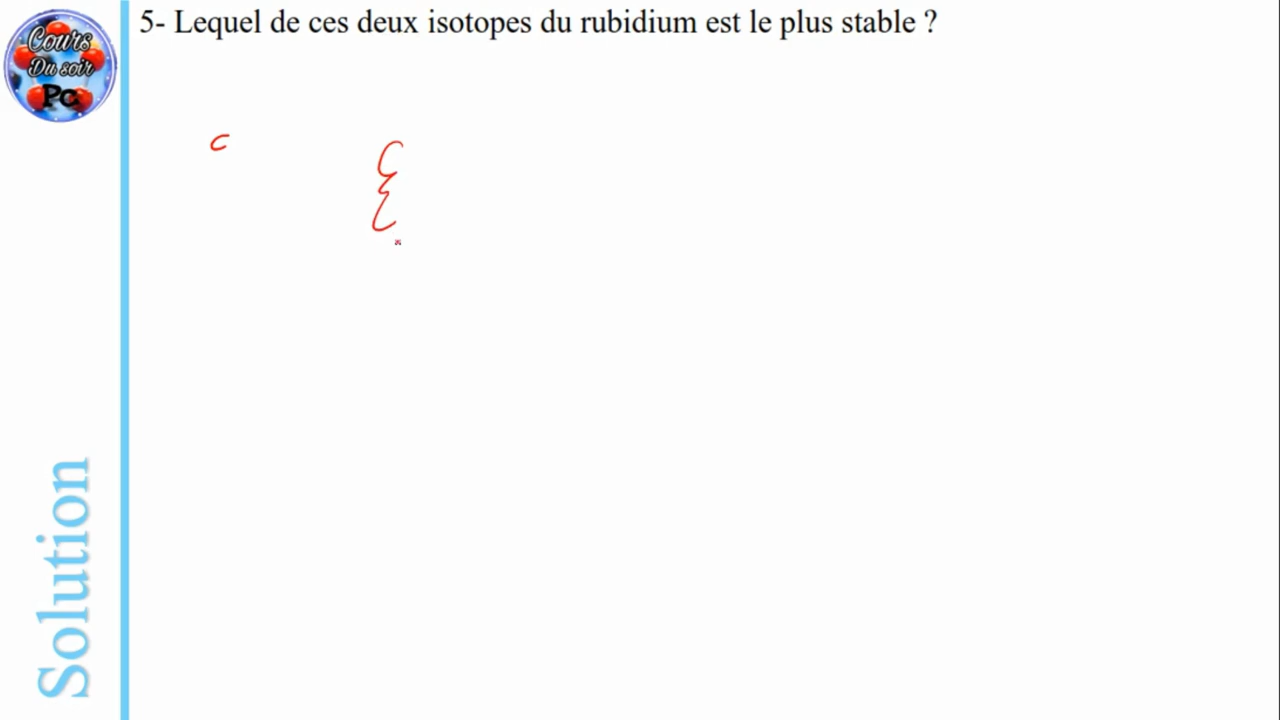 5- Lequel de ces deux isotopes du rubidium est le plus stable ?
Cours
Du soir
PC
Solution